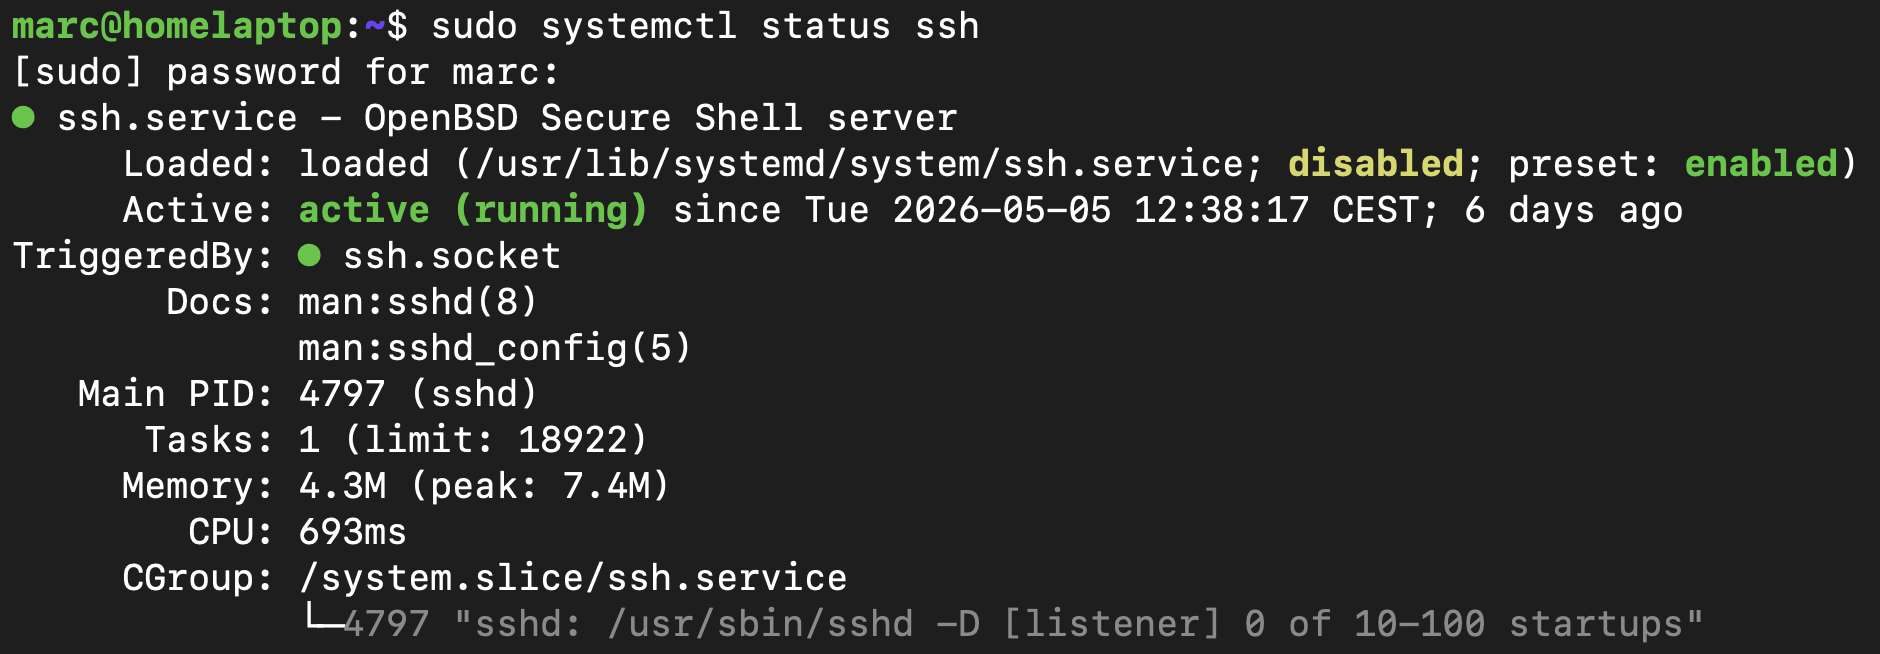 marc@homelaptop:~$ sudo systemctl status ssh
[sudo] password for marc:
● ssh.service - OpenBSD Secure Shell server
     Loaded: loaded (/usr/lib/systemd/system/ssh.service; disabled; preset: enabled)
     Active: active (running) since Tue 2026-05-05 12:38:17 CEST; 6 days ago
TriggeredBy: ● ssh.socket
       Docs: man:sshd(8)
             man:sshd_config(5)
   Main PID: 4797 (sshd)
      Tasks: 1 (limit: 18922)
     Memory: 4.3M (peak: 7.4M)
        CPU: 693ms
     CGroup: /system.slice/ssh.service
             └─4797 "sshd: /usr/sbin/sshd -D [listener] 0 of 10-100 startups"